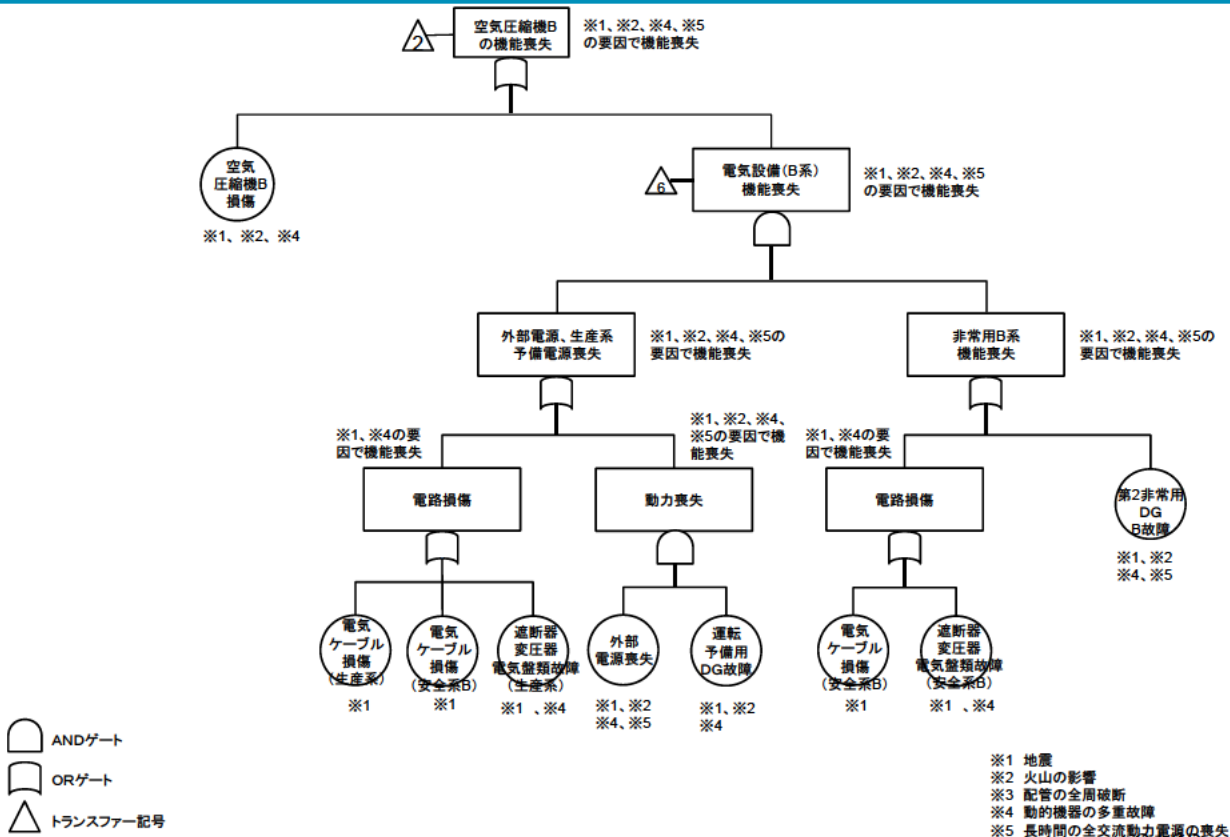 2
空気圧縮機B
の機能喪失
※1、※2、※4、※5
の要因で機能喪失
空気
圧縮機B
損傷
※1、※2、※4
6
電気設備(B系)
機能喪失
※1、※2、※4、※5
の要因で機能喪失
外部電源、生産系
予備電源喪失
※1、※2、※4、※5の
要因で機能喪失
非常用B系
機能喪失
※1、※2、※4、※5の
要因で機能喪失
※1、※4の要
因で機能喪失
電路損傷
※1、※2、※4、
※5の要因で機
能喪失
動力喪失
※1、※4の要
因で機能喪失
電路損傷
第2非常用
DG
B故障
※1、※2
※4、※5
電気
ケーブル
損傷
(生産系)
※1
電気
ケーブル
損傷
(安全系B)
※1
遮断器
変圧器
電気盤類故障
(生産系)
※1 、※4
外部
電源喪失
※1、※2
※4、※5
運転
予備用
DG故障
※1、※2
※4
電気
ケーブル
損傷
(安全系B)
※1
遮断器
変圧器
電気盤類故障
(安全系B)
※1 、※4
ANDゲート
ORゲート
トランスファー記号
※1 地震
※2 火山の影響
※3 配管の全周破断
※4 動的機器の多重故障
※5 長時間の全交流動力電源の喪失